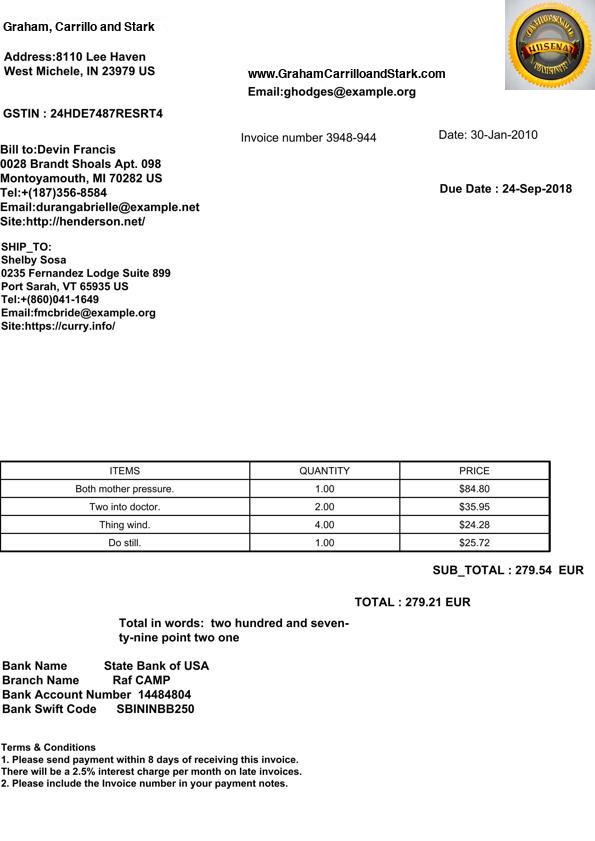 Graham, Carrillo and Stark
Address:8110 Lee Haven
West Michele, IN 23979 US
www.GrahamCarrilloandStark.com
Email:ghodges@example.org
GSTIN : 24HDE7487RESRT4
Invoice number 3948-944
Date: 30-Jan-2010
Bill to:Devin Francis
0028 Brandt Shoals Apt. 098
Montoyamouth, MI 70282 US
Tel:+(187)356-8584
Email:durangabrielle@example.net
Site:http://henderson.net/
Due Date : 24-Sep-2018
SHIP_TO:
Shelby Sosa
0235 Fernandez Lodge Suite 899
Port Sarah, VT 65935 US
Tel:+(860)041-1649
Email:fmcbride@example.org
Site:https://curry.info/
ITEMS QUANTITY PRICE
Both mother pressure. 1.00 $84.80
Two into doctor. 2.00 $35.95
Thing wind. 4.00 $24.28
Do still. 1.00 $25.72
SUB_TOTAL : 279.54 EUR
TOTAL : 279.21 EUR
Total in words: two hundred and seven-
ty-nine point two one
Bank Name State Bank of USA
Branch Name Raf CAMP
Bank Account Number 14484804
Bank Swift Code SBININBB250
Terms & Conditions
1. Please send payment within 8 days of receiving this invoice.
There will be a 2.5% interest charge per month on late invoices.
2. Please include the Invoice number in your payment notes.